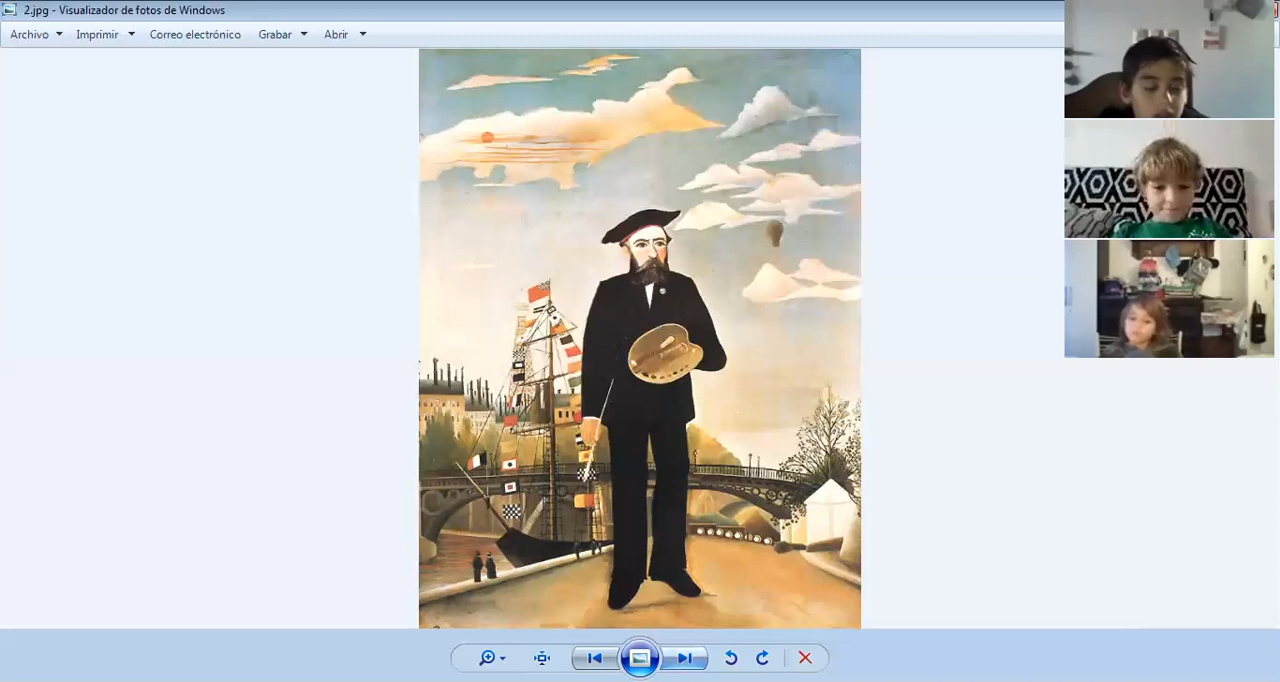 2.jpg - Visualizador de fotos de Windows
Archivo Imprimir Correo electrónico Grabar Abrir